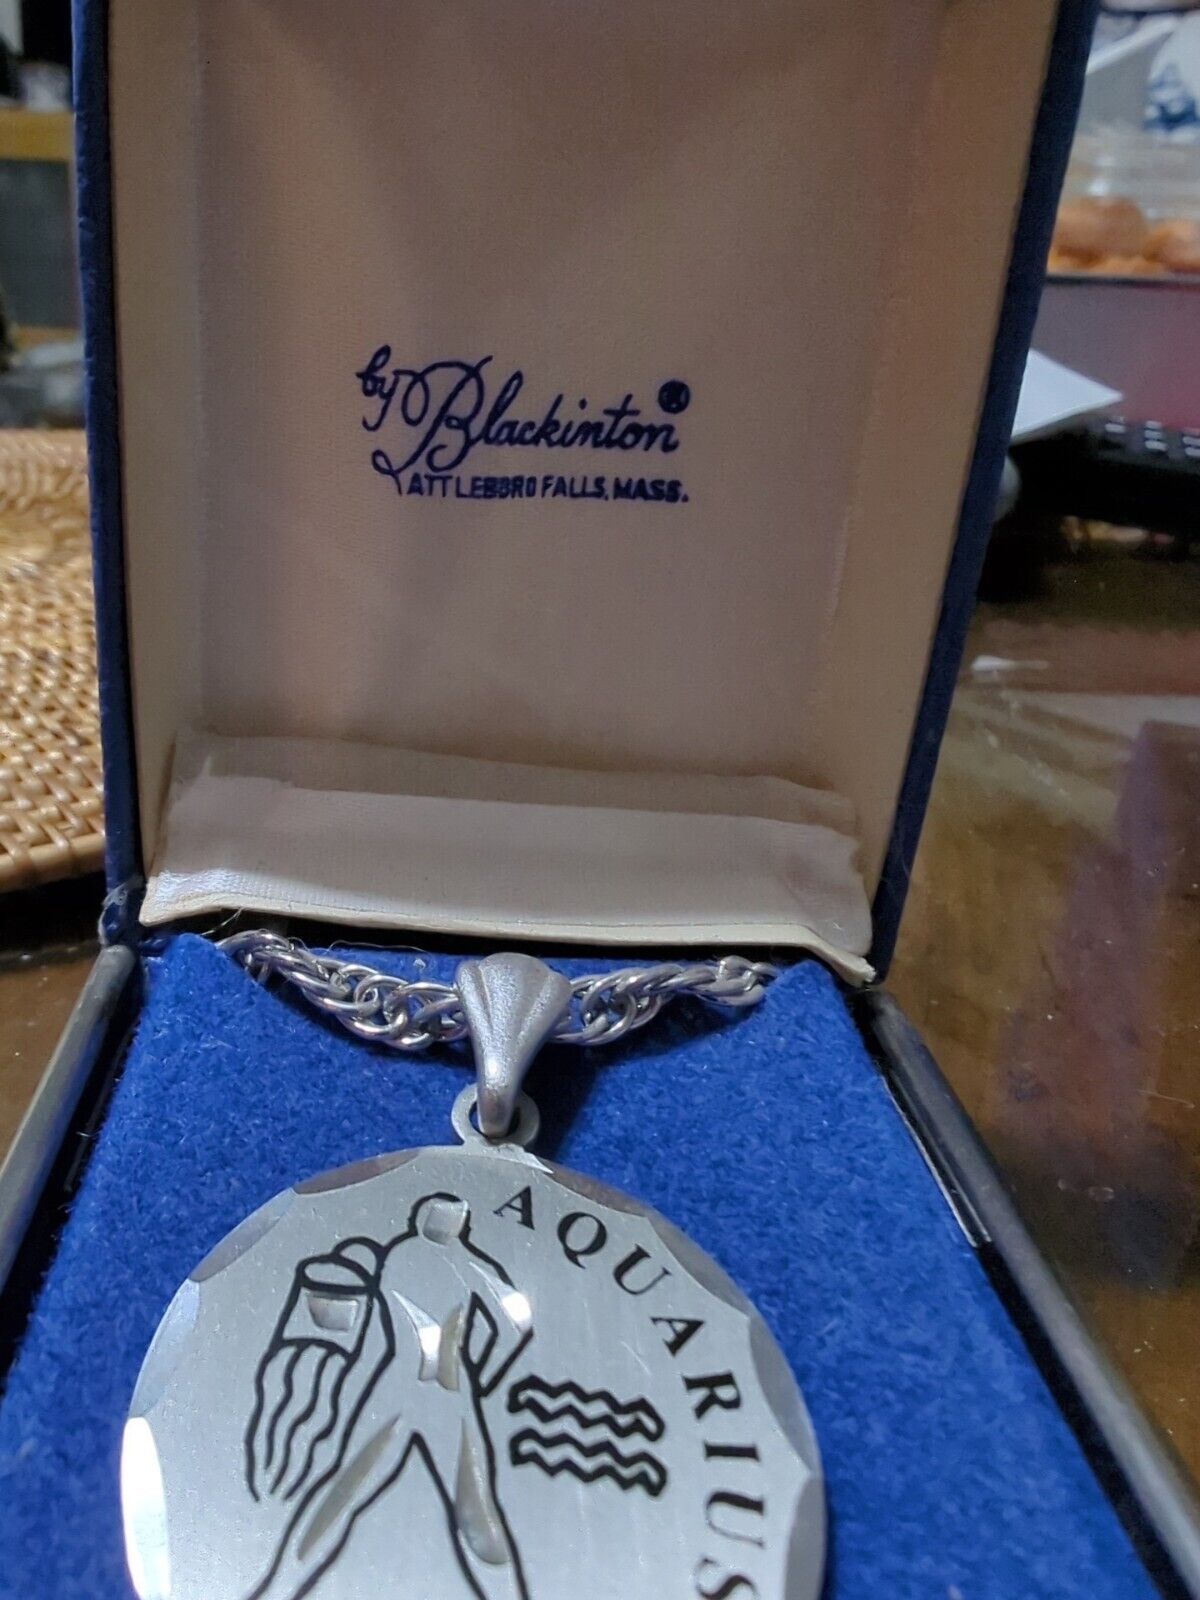 by Blackinton ®
ATTLEBORO FALLS, MASS.
AQUARIUS